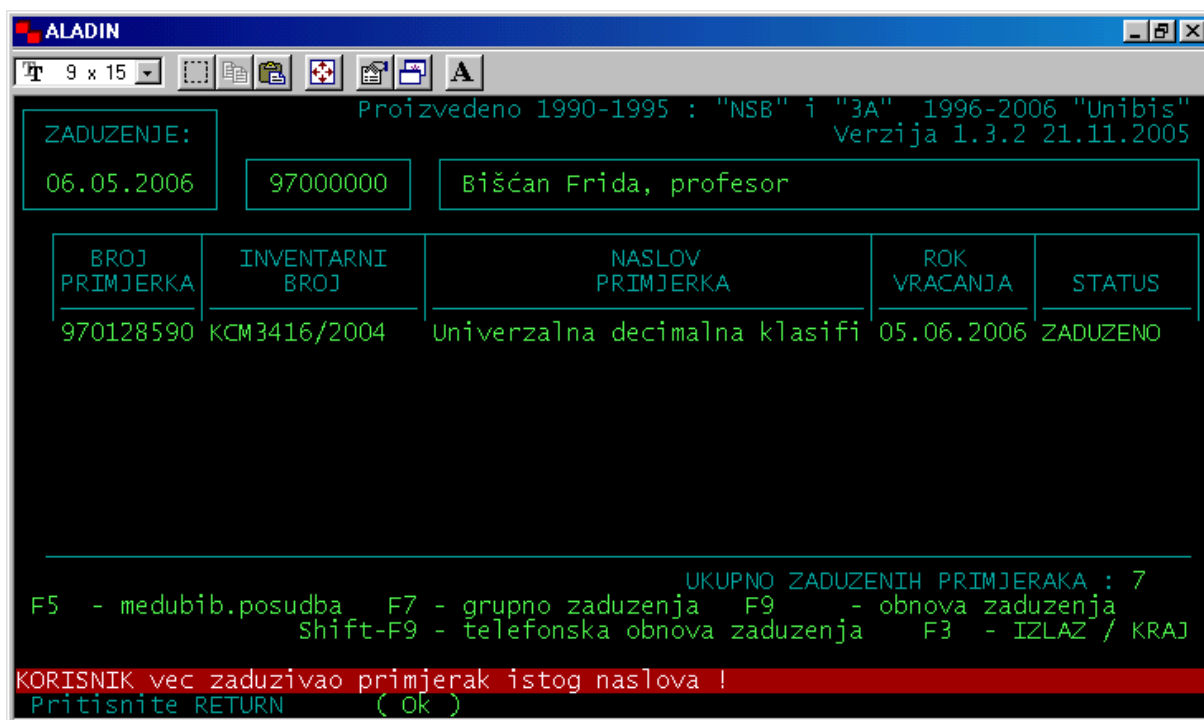 ALADIN
9 x 15
A
Proizvedeno 1990-1995 : "NSB" i "3A" 1996-2006 "Unibis"
ZADUZENJE:
Verzija 1.3.2 21.11.2005
06.05.2006 97000000 Bišćan Frida, profesor
BROJ PRIMJERKA
INVENTARNI BROJ
NASLOV PRIMJERKA
ROK VRACANJA
STATUS
970128590 KCM3416/2004 Univerzalna decimalna klasifi 05.06.2006 ZADUZENO
UKUPNO ZADUZENIH PRIMJERAKA : 7
F5 - medubib.posudba F7 - grupno zaduzenja F9 - obnova zaduzenja
Shift-F9 - telefonska obnova zaduzenja F3 - IZLAZ / KRAJ
KORISNIK vec zaduzivao primjerak istog naslova !
Pritisnite RETURN ( Ok )